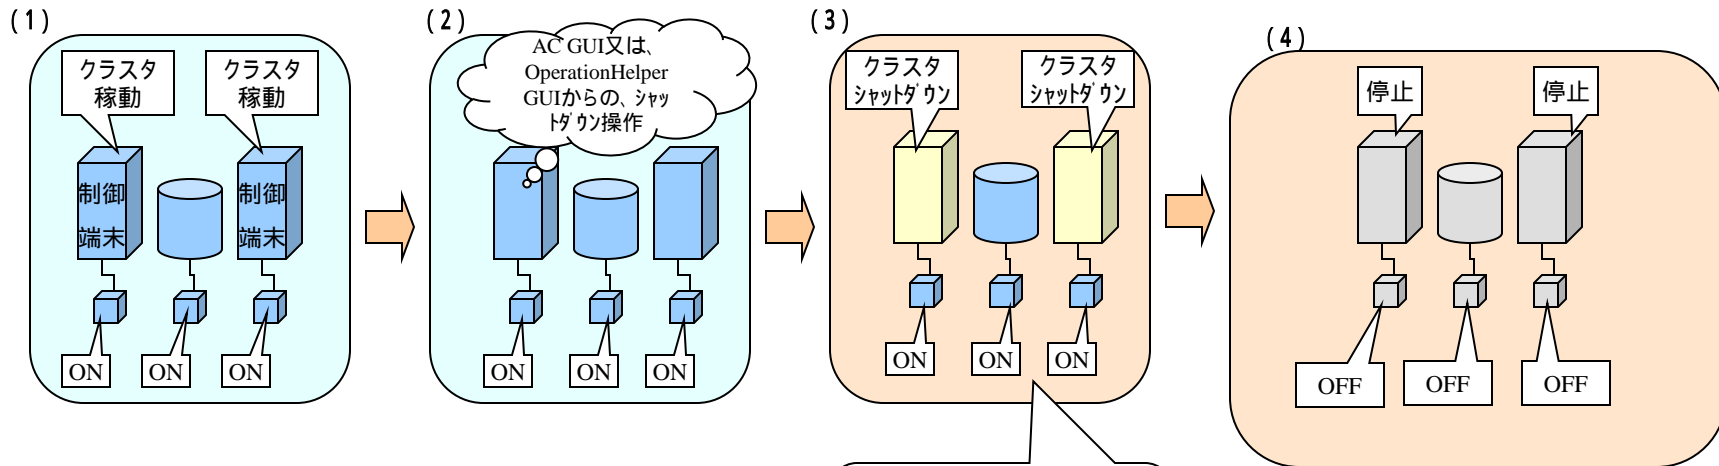 (1)
クラスタ
稼動
クラスタ
稼動
制御
端末
制御
端末
ON
ON
ON
(2)
AC GUI又は、
OperationHelper
GUIからの、ｼｬｯ
ﾄﾀﾞｳﾝ操作
ON
ON
ON
(3)
クラスタ
ｼｬｯﾄﾀﾞｳﾝ
クラスタ
ｼｬｯﾄﾀﾞｳﾝ
ON
ON
ON
(4)
停止
停止
OFF
OFF
OFF